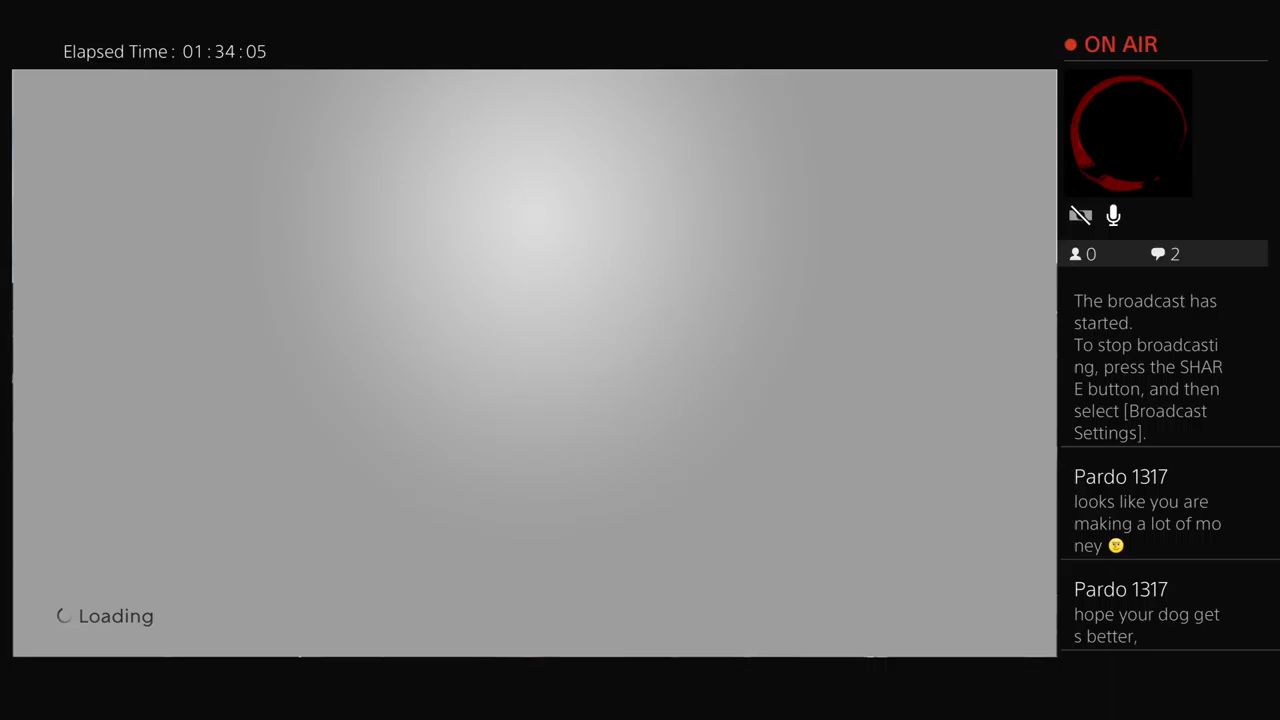 Elapsed Time: 01:34:05
ON AIR
0
2
The broadcast has
started.
To stop broadcasti
ng, press the SHAR
E button, and then
select [Broadcast
Settings].
Pardo 1317
looks like you are
making a lot of mo
ney 🌝
Pardo 1317
hope your dog get
s better,
Loading